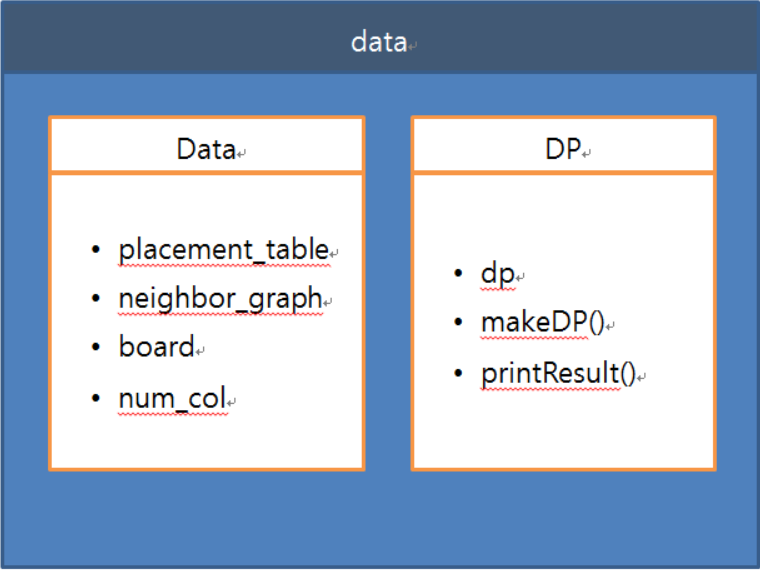 data
Data
• placement_table
• neighbor_graph
• board
• num_col
DP
• dp
• makeDP()
• printResult()